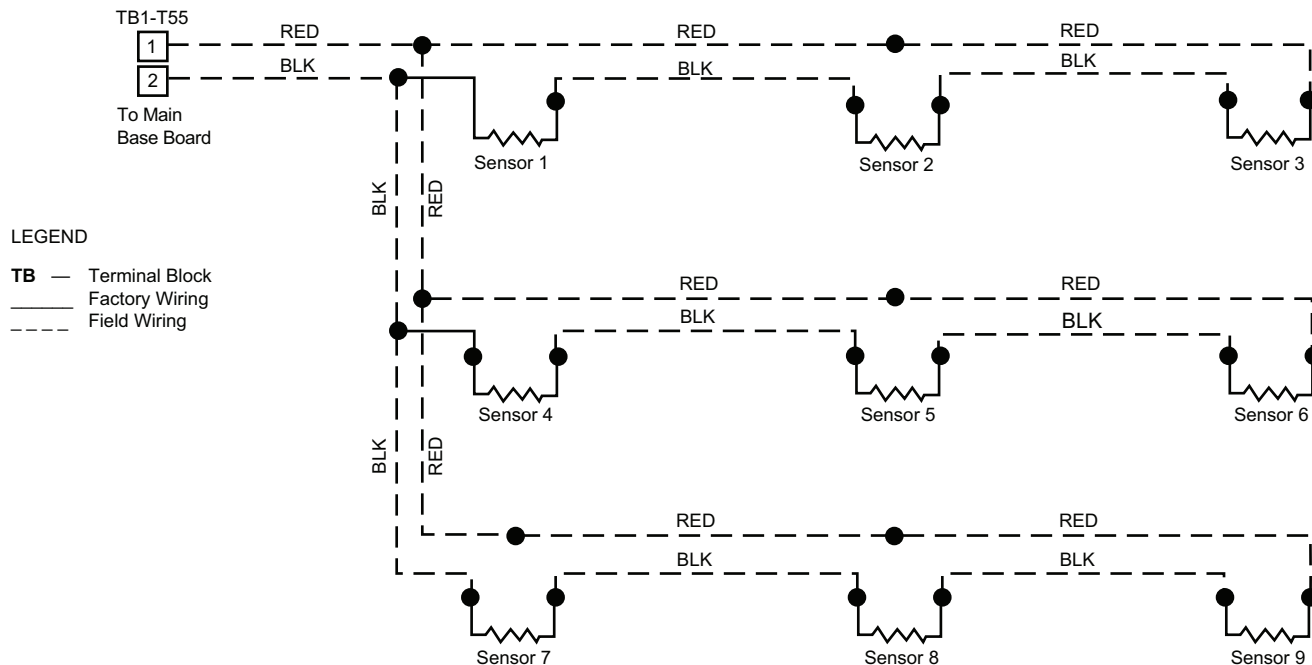 TB1-T55
1
2
To Main
Base Board
RED
RED
RED
BLK
BLK
BLK
Sensor 1
Sensor 2
Sensor 3
BLK
RED
LEGEND
TB — Terminal Block
Factory Wiring
Field Wiring
RED
RED
BLK
BLK
Sensor 4
Sensor 5
Sensor 6
BLK
RED
RED
RED
BLK
BLK
Sensor 7
Sensor 8
Sensor 9